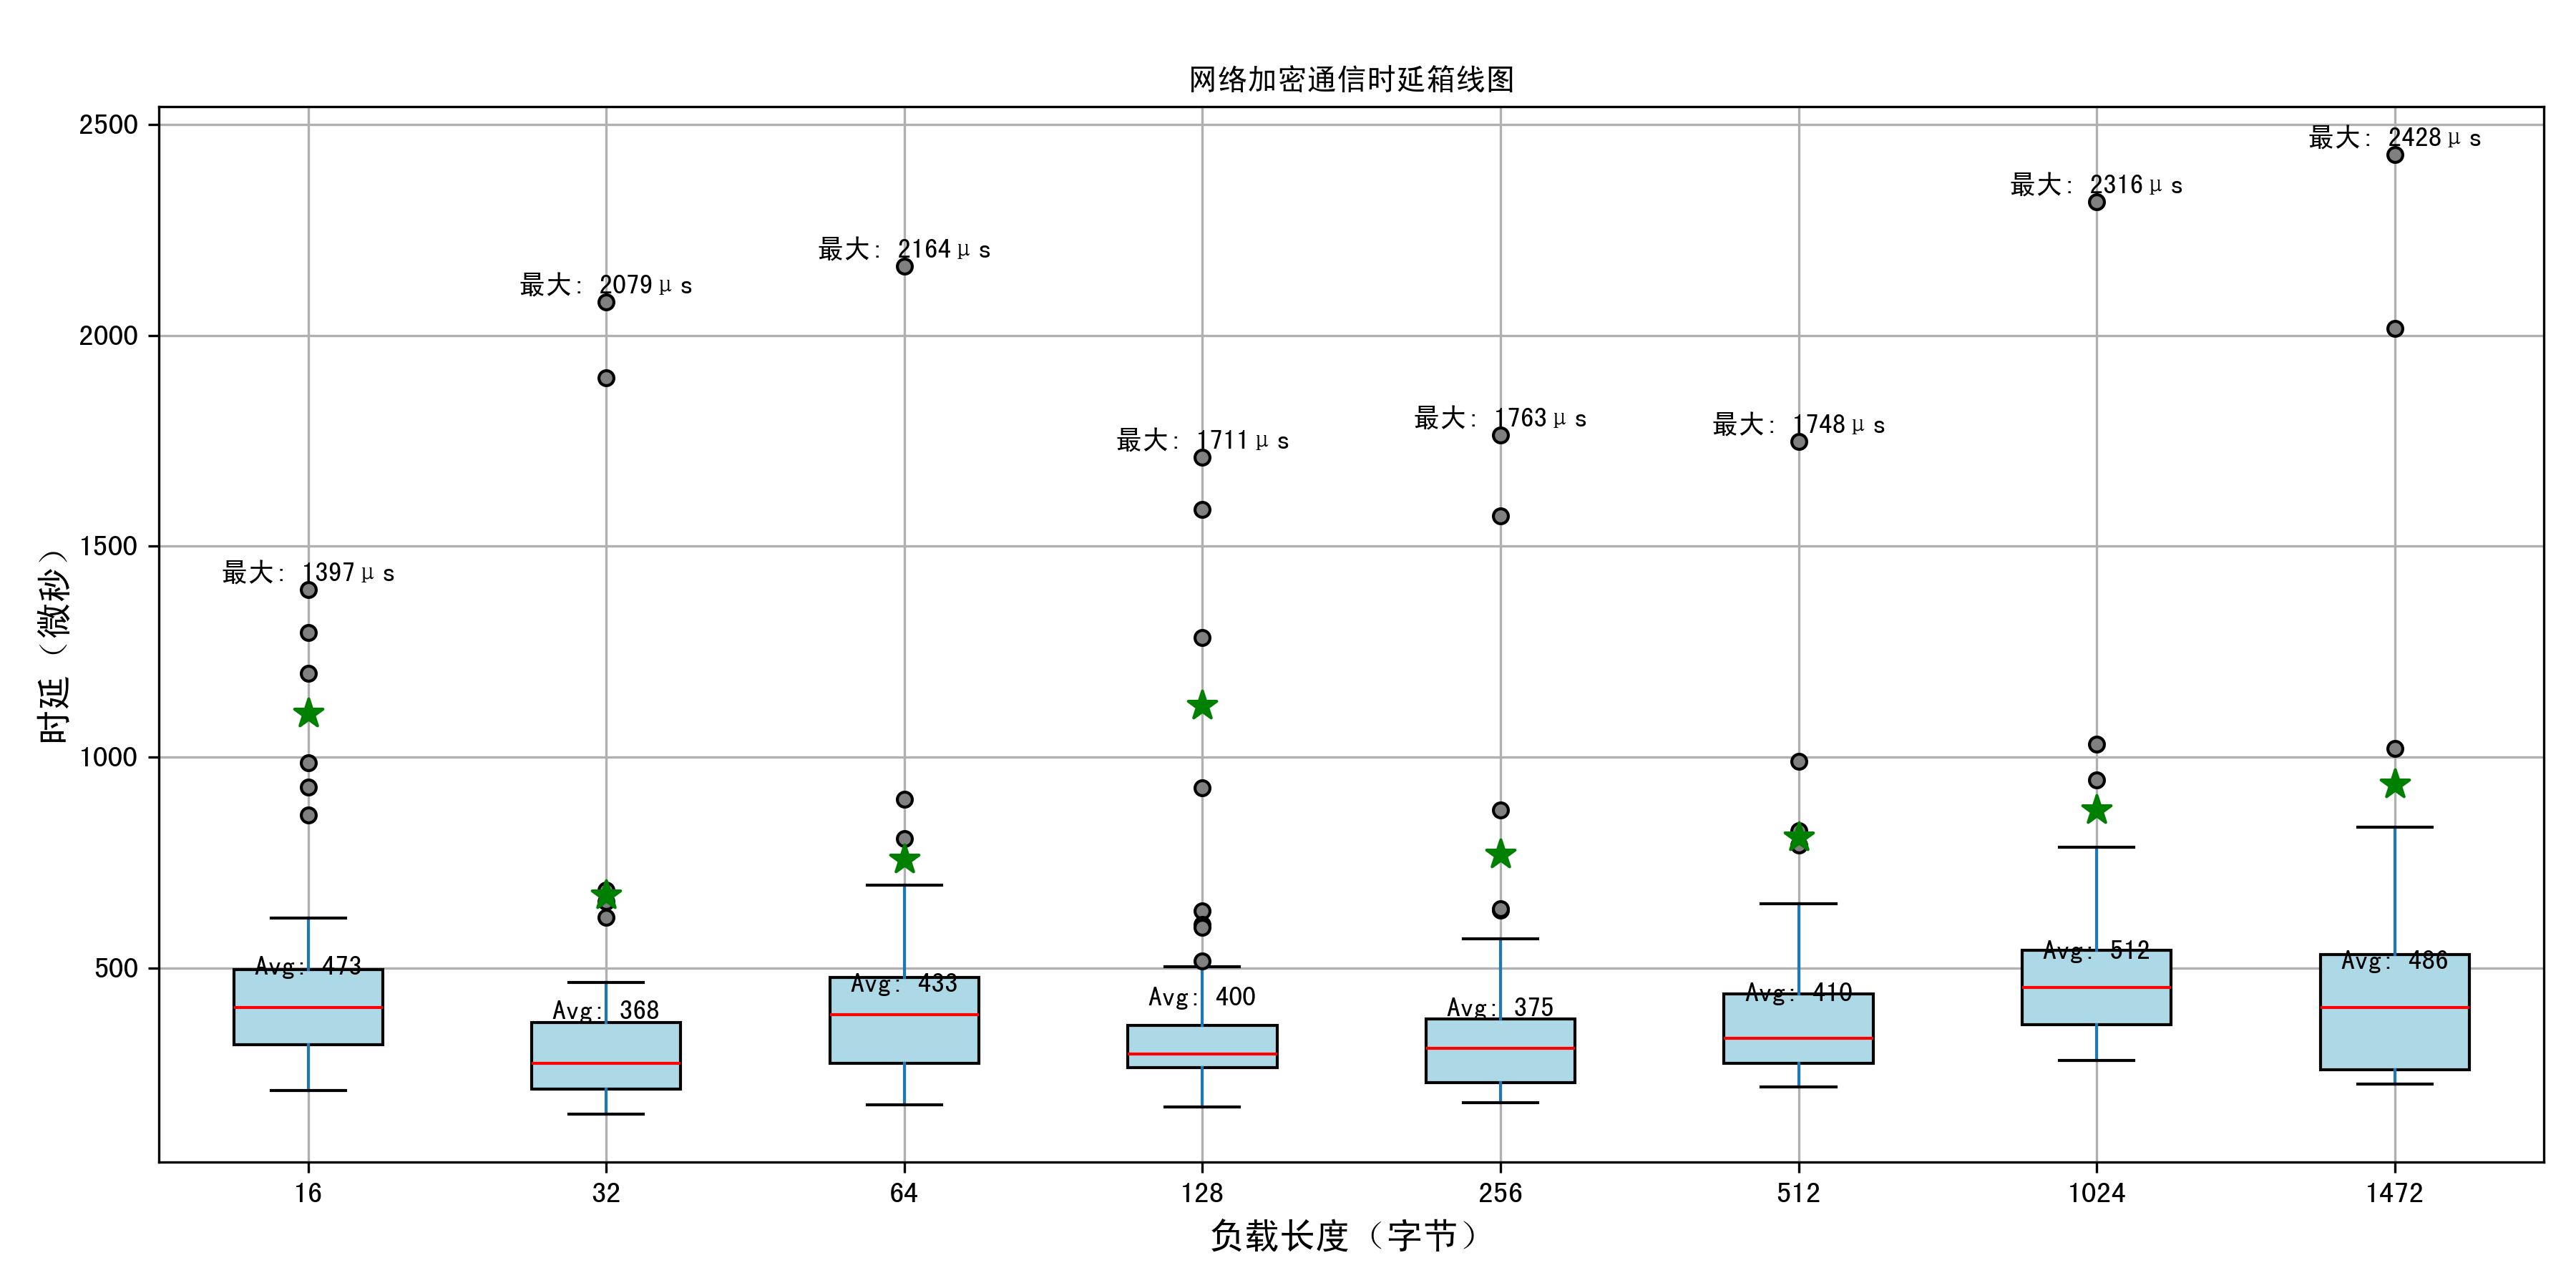 网络加密通信时延箱线图
时延（微秒）
2500
2000
1500
1000
500
最大: 1397μs
最大: 2079μs
最大: 2164μs
最大: 1711μs
最大: 1763μs
最大: 1748μs
最大: 2316μs
最大: 2428μs
Avg: 473
Avg: 368
Avg: 433
Avg: 400
Avg: 375
Avg: 410
Avg: 512
Avg: 486
16
32
64
128
256
512
1024
1472
负载长度（字节）